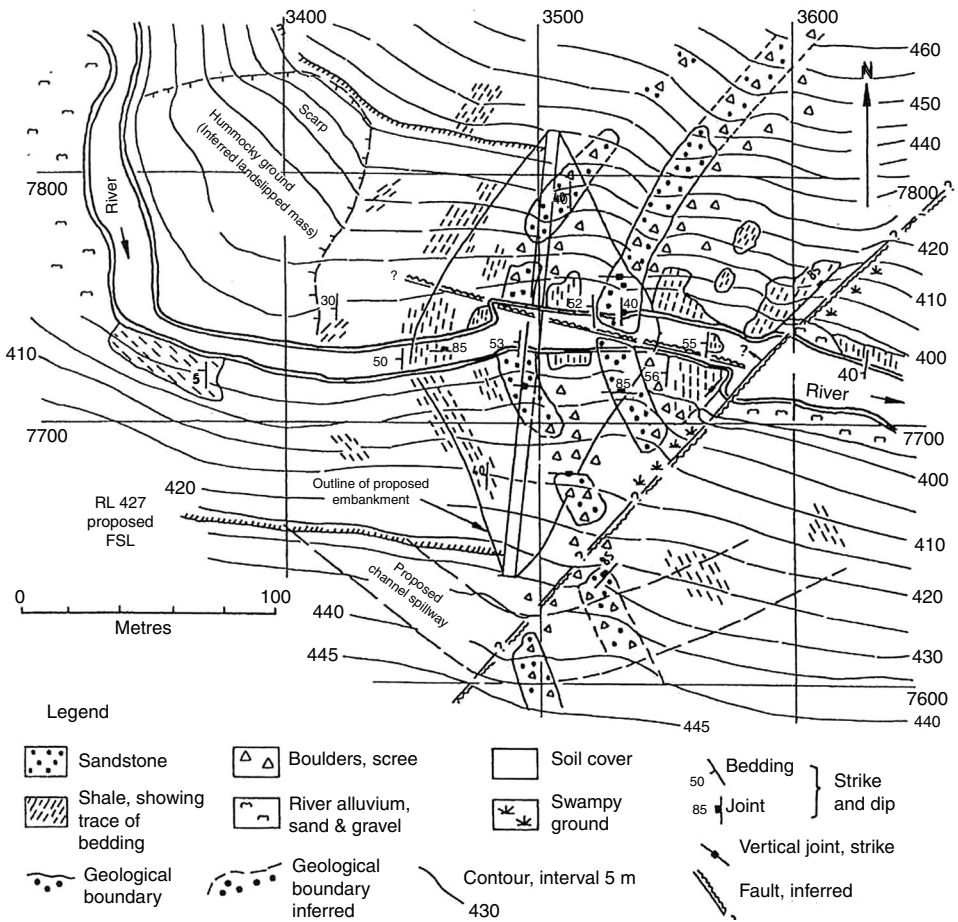 3400
3500
3600
460
N
450
Scarp
Hummocky ground
(Inferred landslipped mass)
440
7800
River
40
7800
?
85
420
?
410
30
52
40
410
50
85
53
55
?
400
5
56
85
40
River
7700
7700
40
400
420
Outline of proposed
embankment
RL 427
proposed
FSL
410
?
85
Proposed
channel spillway
420
0
100
Metres
440
?
445
430
?
7600
440
445
Legend
Sandstone
Boulders, scree
Soil cover
Bedding
50
Strike
and dip
Shale, showing
trace of
bedding
River alluvium,
sand & gravel
Swampy
ground
85
Joint
Vertical joint, strike
Geological
boundary
Geological
boundary
inferred
Contour, interval 5 m
430
Fault, inferred
?